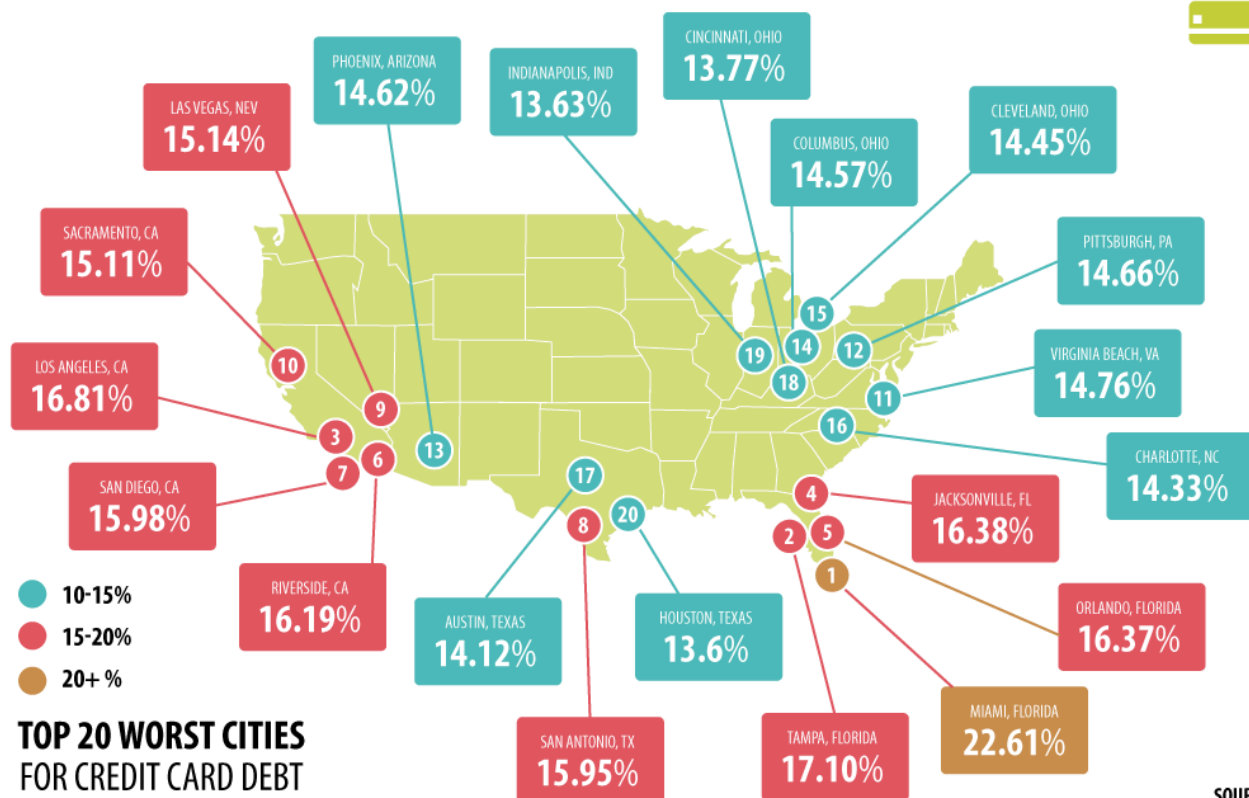 CINCINNATI, OHIO
13.77%
PHOENIX, ARIZONA
14.62%
INDIANAPOLIS, IND
13.63%
LAS VEGAS, NEV
15.14%
CLEVELAND, OHIO
14.45%
COLUMBUS, OHIO
14.57%
SACRAMENTO, CA
15.11%
PITTSBURGH, PA
14.66%
LOS ANGELES, CA
16.81%
VIRGINIA BEACH, VA
14.76%
SAN DIEGO, CA
15.98%
CHARLOTTE, NC
14.33%
JACKSONVILLE, FL
16.38%
RIVERSIDE, CA
16.19%
AUSTIN, TEXAS
14.12%
HOUSTON, TEXAS
13.6%
ORLANDO, FLORIDA
16.37%
MIAMI, FLORIDA
22.61%
SAN ANTONIO, TX
15.95%
TAMPA, FLORIDA
17.10%
15
14
12
19
18
10
11
9
16
3
13
6
7
17
4
20
8
2
5
1
10-15%
15-20%
20+ %
TOP 20 WORST CITIES
FOR CREDIT CARD DEBT